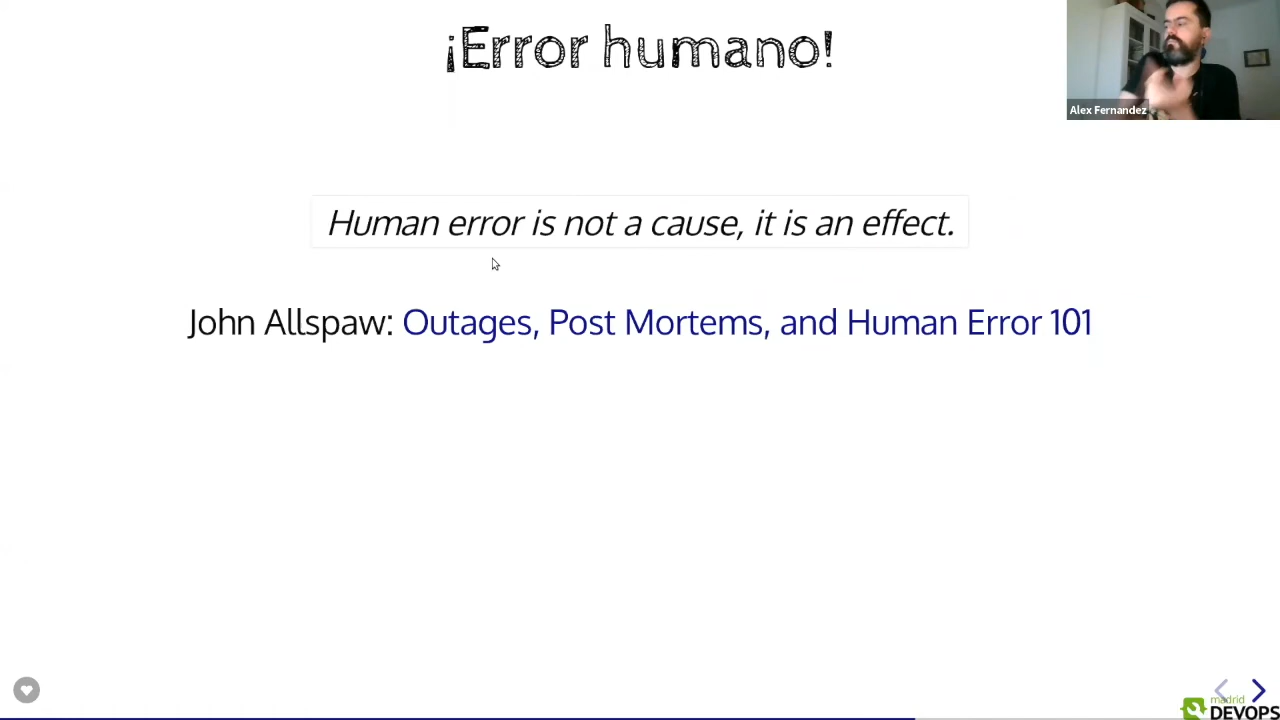 ¡Error humano!
Alex Fernandez
Human error is not a cause, it is an effect.
John Allspaw: Outages, Post Mortems, and Human Error 101
madrid
DEVOPS